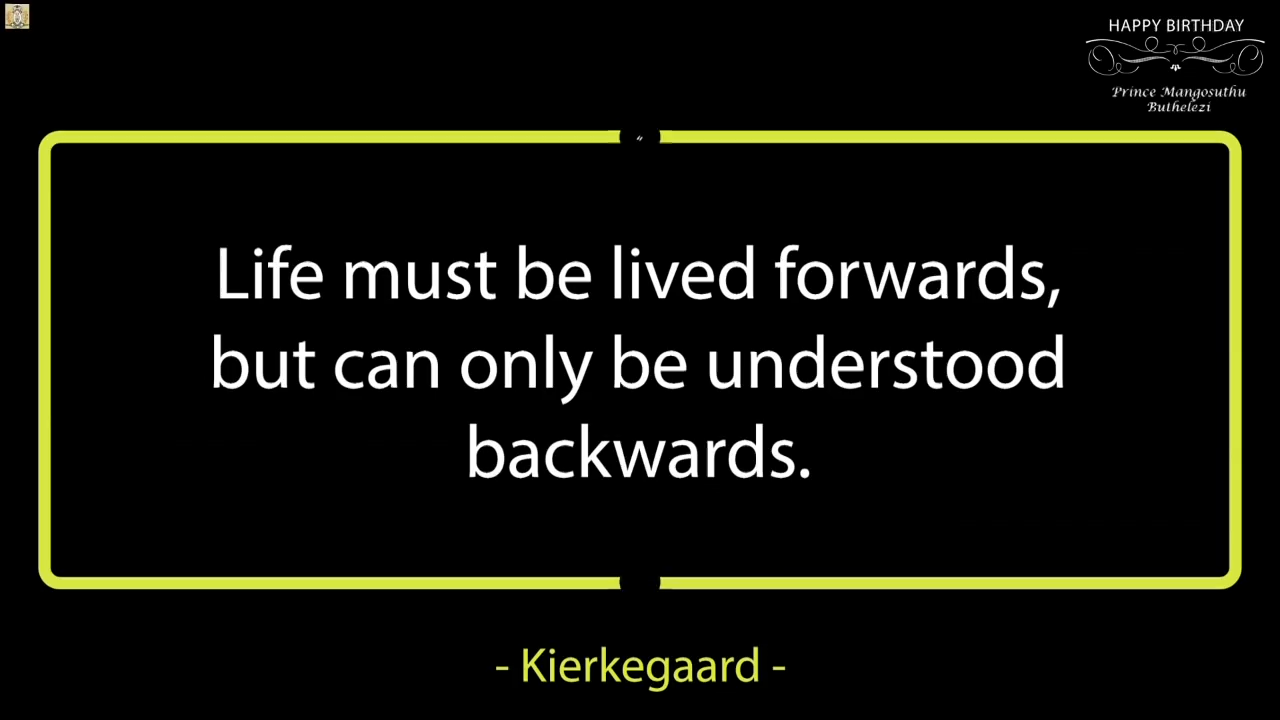 HAPPY BIRTHDAY
Prince Mangosuthu
Buthelezi
Life must be lived forwards,
but can only be understood
backwards.
- Kierkegaard -